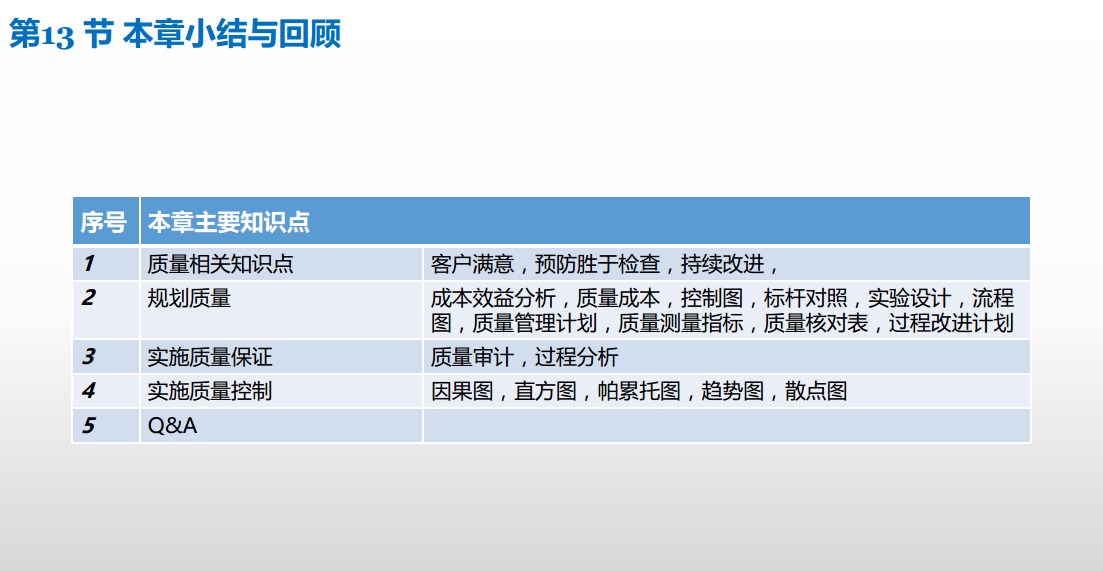 第13 节 本章小结与回顾
序号 本章主要知识点
1 质量相关知识点 客户满意，预防胜于检查，持续改进，
2 规划质量 成本效益分析，质量成本，控制图，标杆对照，实验设计，流程
图，质量管理计划，质量测量指标，质量核对表，过程改进计划
3 实施质量保证 质量审计，过程分析
4 实施质量控制 因果图，直方图，帕累托图，趋势图，散点图
5 Q&A